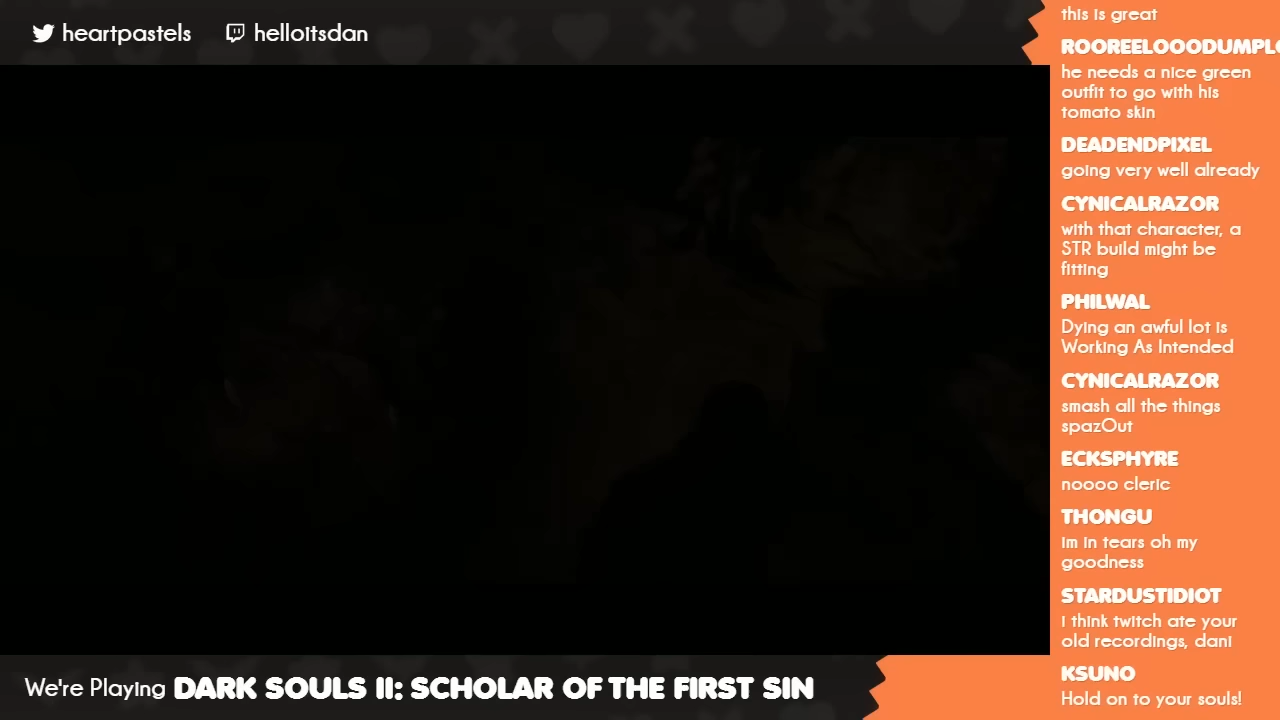 heartpastels
helloitsdan
this is great
ROOREELOOODUMPL
he needs a nice green
outfit to go with his
tomato skin
DEADENDPIXEL
going very well already
CYNICALRAZOR
with that character, a
STR build might be
fitting
PHILWAL
Dying an awful lot is
Working As Intended
CYNICALRAZOR
smash all the things
spazOut
ECKSPHYRE
noooo cleric
THONGU
im in tears oh my
goodness
STARDUSTIDIOT
i think twitch ate your
old recordings, dani
KSUNO
Hold on to your souls!
We're Playing DARK SOULS II: SCHOLAR OF THE FIRST SIN